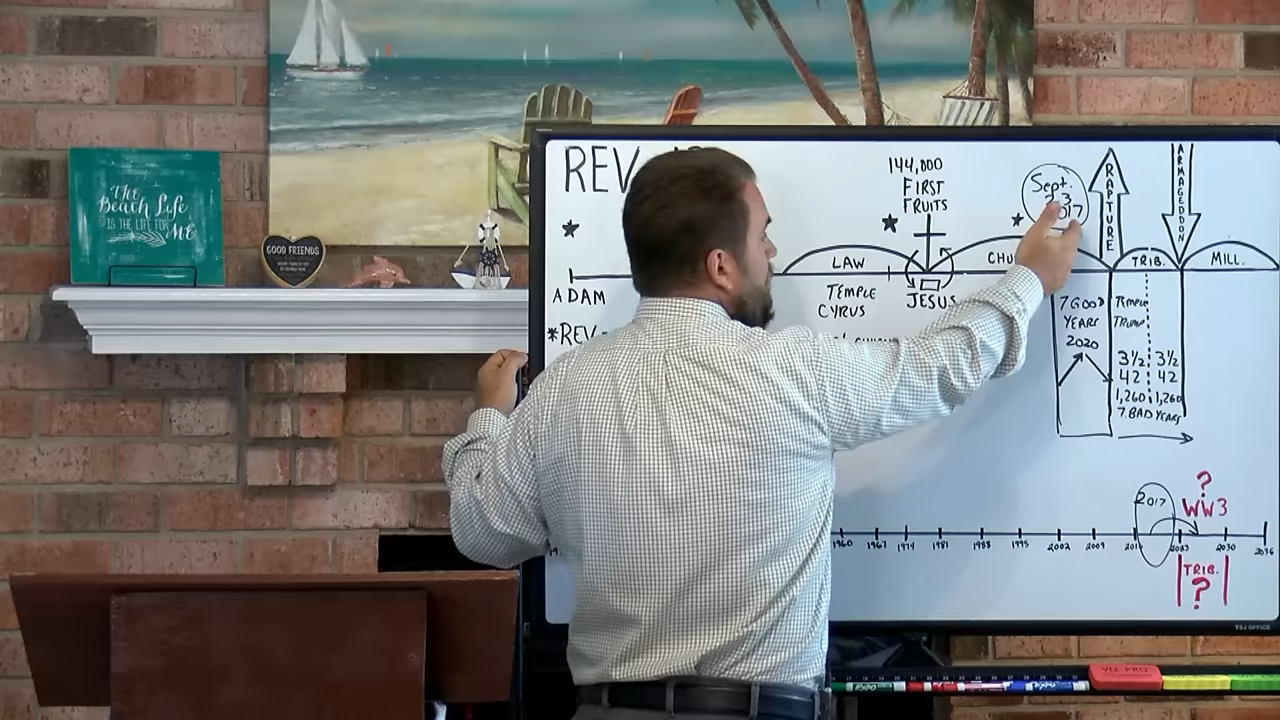 THE
Beach Life
IS THE LIFE FOR
ME
GOOD FRIENDS
REV
144,000
FIRST
FRUITS
Sept.
2017
RAPTURE
ARMAGEDDON
LAW
TRIB.
MILL.
ADAM
TEMPLE
CYRUS
JESUS
*REV-
7 GOOD
YEARS
2020
TEMPLE
TRUMP
3½ 3½
42 42
1,260 1,260
7 BAD YEARS
2017
?
WW3
1960 1967 1974 1981 1988 1995 2002 2009 2023 2030 2036
TRIB.
?
VIZ-PRO
EXPO